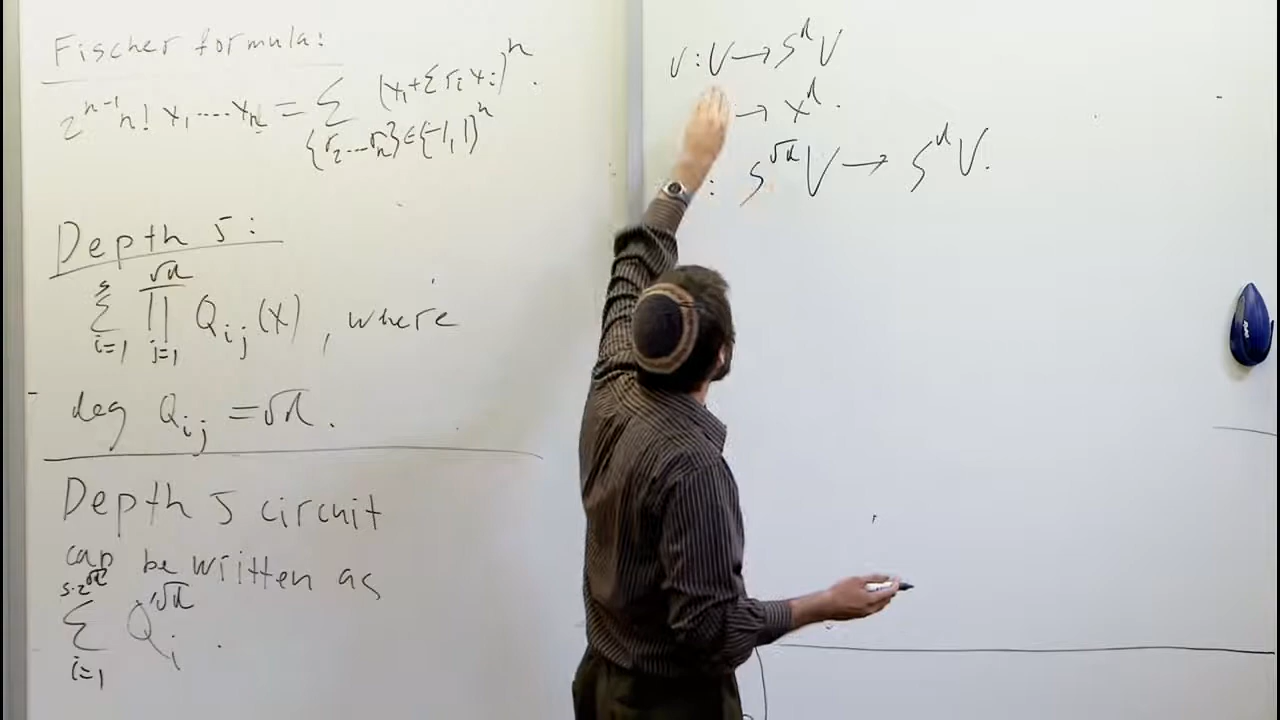 Fischer formula:
2^{n-1} n! x_1 .... x_n = Σ_{{r_2 ... r_n} ∈ {-1, 1}^n} (x_1 + Σ r_i x_i)^n.
Depth 5:
Σ_{i=1}^{s} Π_{j=1}^{√d} Q_{ij}(x), where
deg Q_{ij} = √d.
Depth 5 circuit
can be written as
Σ_{i=1}^{s·2^{√d}} Q_i'^{√d}.
v : V → S^d V
→ x^d.
: S^{√d} V → S^d V.